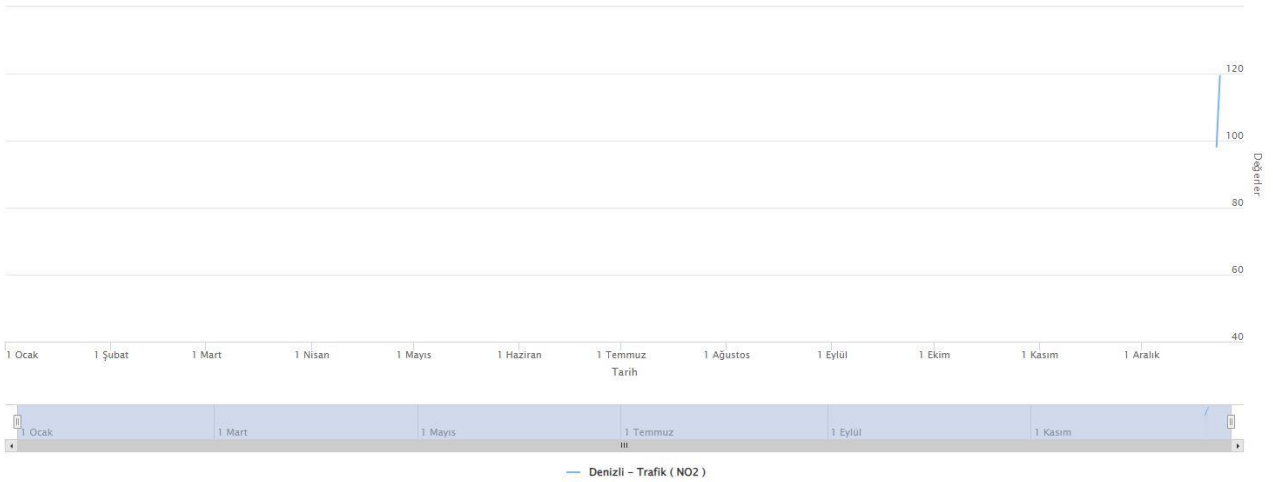 120
100
Değerler
80
60
40
1 Ocak 1 Şubat 1 Mart 1 Nisan 1 Mayıs 1 Haziran 1 Temmuz 1 Ağustos 1 Eylül 1 Ekim 1 Kasım 1 Aralık
Tarih
1 Ocak 1 Mart 1 Mayıs 1 Temmuz 1 Eylül 1 Kasım
Denizli - Trafik ( NO2 )